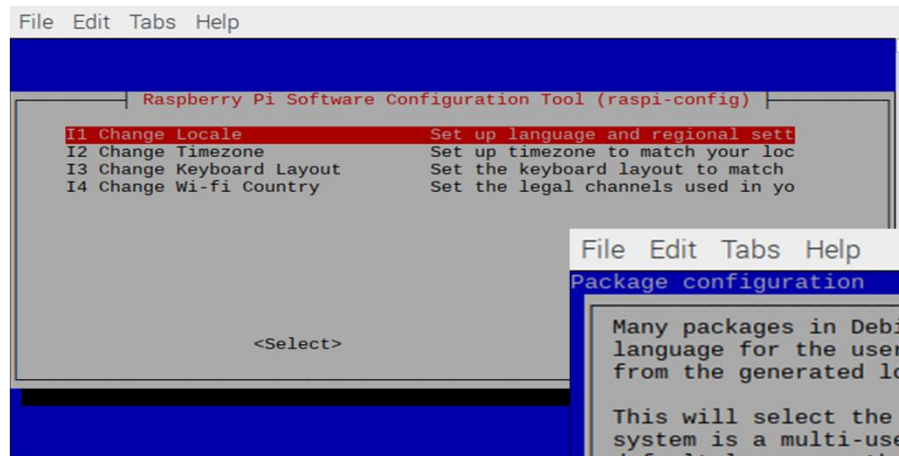 File Edit Tabs Help
Raspberry Pi Software Configuration Tool (raspi-config)
I1 Change Locale Set up language and regional sett
I2 Change Timezone Set up timezone to match your loc
I3 Change Keyboard Layout Set the keyboard layout to match
I4 Change Wi-fi Country Set the legal channels used in yo
<Select>
File Edit Tabs Help
Package configuration
Many packages in Debi
language for the user
from the generated lo
This will select the
system is a multi-use